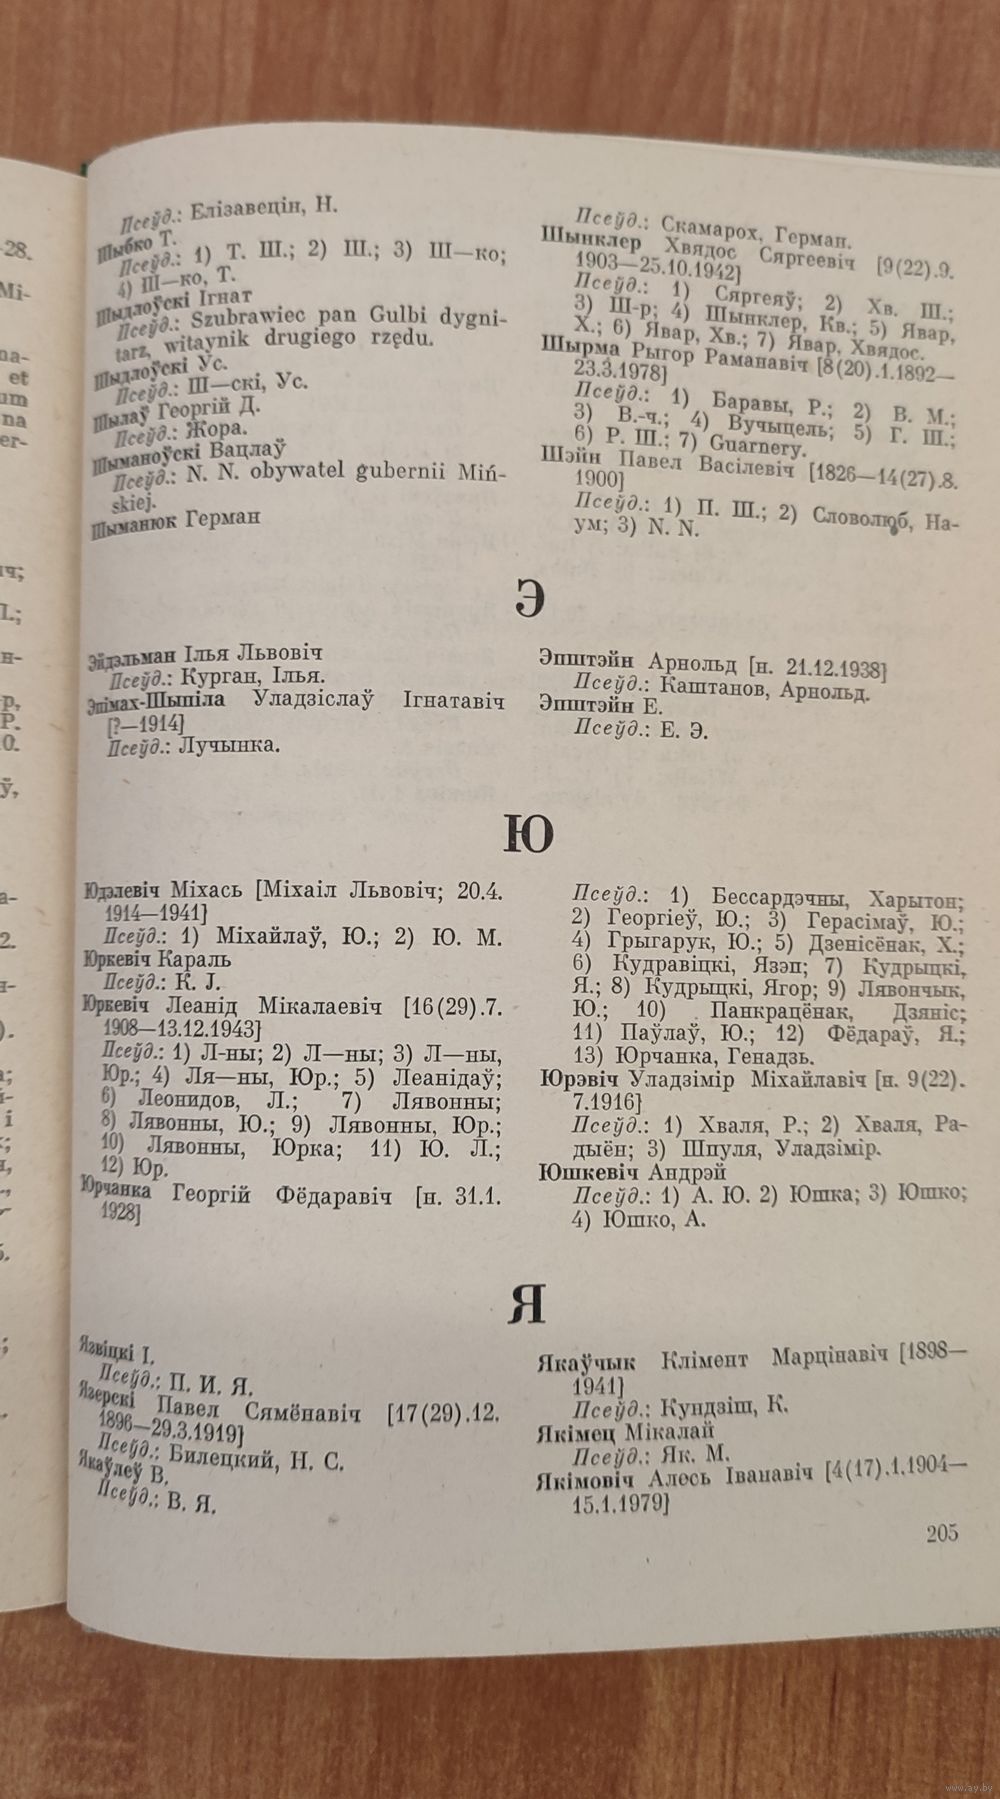 Псеўд.: Елізавецін, Н.
Шыбко Т.
Псеўд.: 1) Т. Ш.; 2) Ш.; 3) Ш—ко;
4) Ш—ко, Т.
Шыдлоўскі Ігнат
Псеўд.: Szubrawiec pan Gulbi dygni-
tarz, witaynik drugiego rzędu.
Шыдлоўскі Ус.
Псеўд.: Ш—скі, Ус.
Шылаў Георгій Д.
Псеўд.: Жора.
Шыманоўскі Вацлаў
Псеўд.: N. N. obywatel gubernii Miń-
skiej.
Шыманюк Герман
Псеўд.: Скамарох, Герман.
Шынклер Хвядос Сяргеевіч [9(22).9.
1903—25.10.1942]
Псеўд.: 1) Сяргеяў; 2) Хв. Ш.;
3) Ш-р; 4) Шынклер, Кв.; 5) Явар,
Х.; 6) Явар, Хв.; 7) Явар, Хвядос.
Шырма Рыгор Раманавіч [8(20).1.1892—
23.3.1978]
Псеўд.: 1) Баравы, Р.; 2) В. М.;
3) В.-ч.; 4) Вучыцель; 5) Г. Ш.;
6) Р. Ш.; 7) Guarnery.
Шэйн Павел Васілевіч [1826—14(27).8.
1900]
Псеўд.: 1) П. Ш.; 2) Словолюб, На-
ум; 3) N. N.
Э
Эйдэльман Ілья Львовіч
Псеўд.: Курган, Ілья.
Эпімах-Шыпіла Уладзіслаў Ігнатавіч
[?—1914]
Псеўд.: Лучынка.
Эпштэйн Арнольд [н. 21.12.1938]
Псеўд.: Каштанов, Арнольд.
Эпштэйн Е.
Псеўд.: Е. Э.
Ю
Юдэлевіч Міхась [Міхаіл Львовіч; 20.4.
1914—1941]
Псеўд.: 1) Міхайлаў, Ю.; 2) Ю. М.
Юркевіч Караль
Псеўд.: К. J.
Юркевіч Леанід Мікалаевіч [16(29).7.
1908—13.12.1943]
Псеўд.: 1) Л-ны; 2) Л—ны; 3) Л—ны,
Юр.; 4) Ля—ны, Юр.; 5) Леанідаў;
6) Леонидов, Л.; 7) Лявонны;
8) Лявонны, Ю.; 9) Лявонны, Юр.;
10) Лявонны, Юрка; 11) Ю. Л.;
12) Юр.
Юрчанка Георгій Фёдаравіч [н. 31.1.
1928]
Псеўд.: 1) Бессардэчны, Харытон;
2) Георгіеў, Ю.; 3) Герасімаў, Ю.;
4) Грыгарук, Ю.; 5) Дзенісёнак, Х.;
6) Кудравіцкі, Язэп; 7) Кудрыцкі,
Я.; 8) Кудрыцкі, Ягор; 9) Лявончык,
Ю.; 10) Панкрацёнак, Дзяніс;
11) Паўлаў, Ю.; 12) Фёдараў, Я.;
13) Юрчанка, Генадзь.
Юрэвіч Уладзімір Міхайлавіч [н. 9(22).
7.1916]
Псеўд.: 1) Хваля, Р.; 2) Хваля, Ра-
дыён; 3) Шпуля, Уладзімір.
Юшкевіч Андрэй
Псеўд.: 1) А. Ю. 2) Юшка; 3) Юшко;
4) Юшко, А.
Я
Язвіцкі І.
Псеўд.: П. И. Я.
Язерскі Павел Сямёнавіч [17(29).12.
1896—29.3.1919]
Псеўд.: Билецкий, Н. С.
Якаўлеў В.
Псеўд.: В. Я.
Якаўчык Клімент Марцінавіч [1898—
1941]
Псеўд.: Кундзіш, К.
Якімец Мікалай
Псеўд.: Як. М.
Якімовіч Алесь Іванавіч [4(17).1.1904—
15.1.1979]
205
www.ay.by